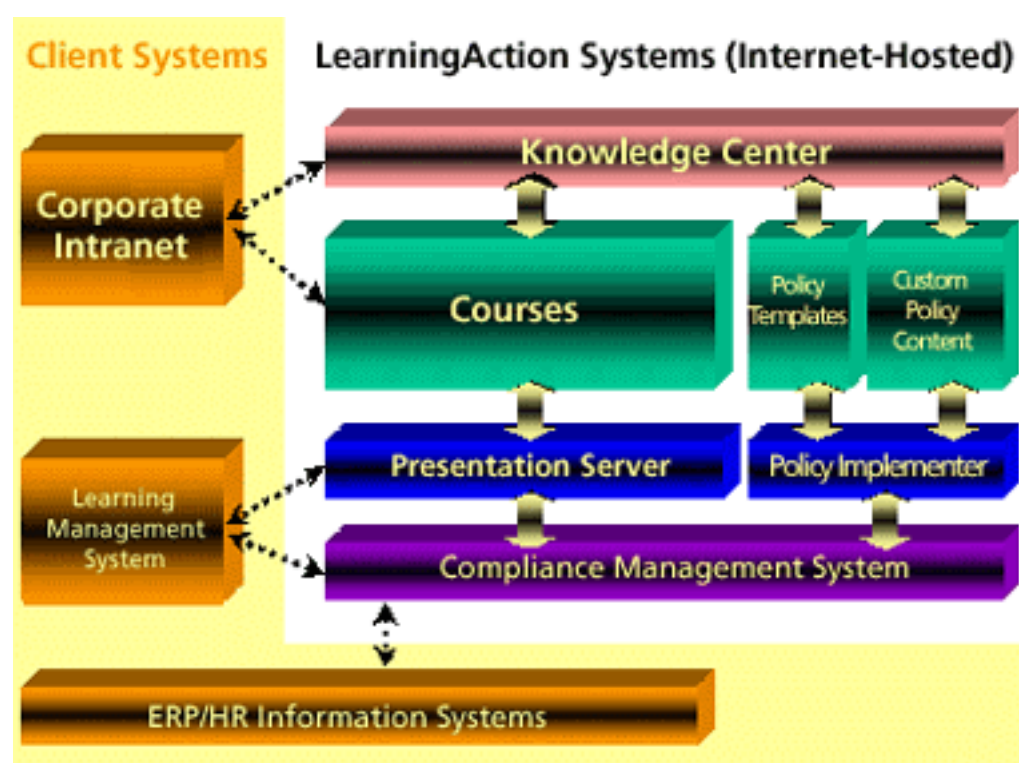 Client Systems
LearningAction Systems (Internet-Hosted)
Knowledge Center
Corporate
Intranet
Courses
Policy
Templates
Custom
Policy
Content
Presentation Server
Policy Implementer
Learning
Management
System
Compliance Management System
ERP/HR Information Systems